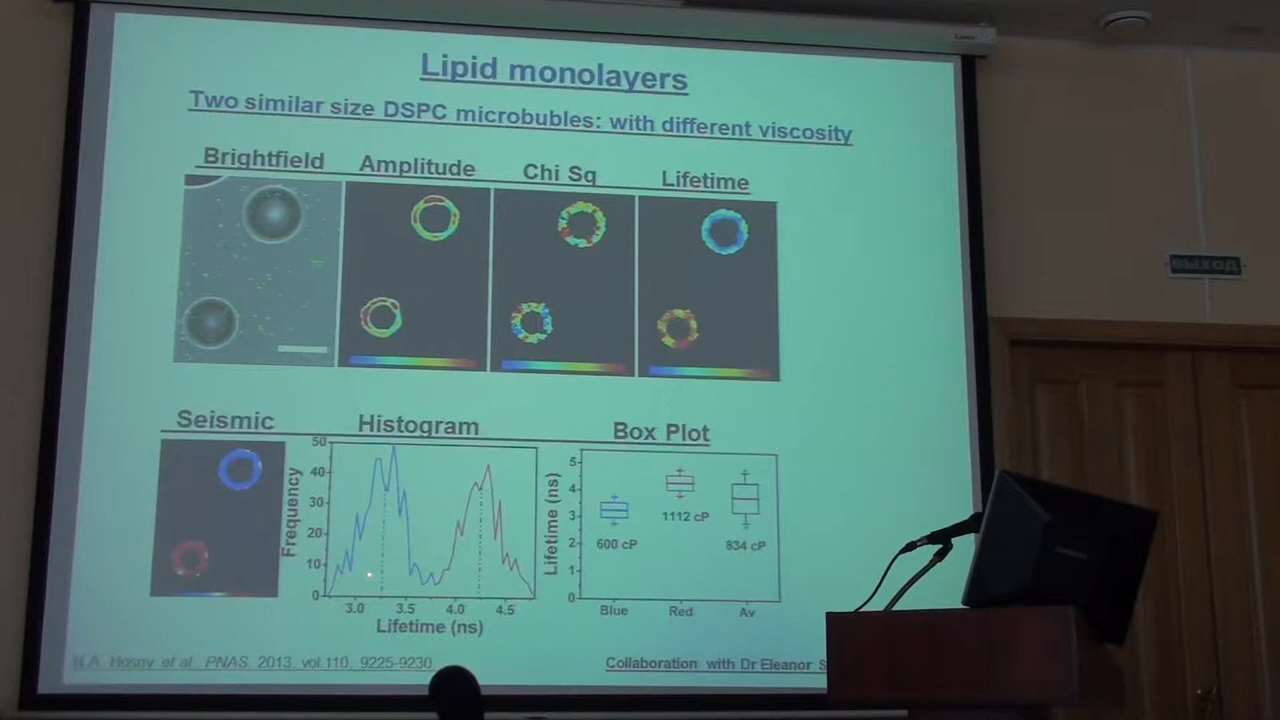 Lipid monolayers
Two similar size DSPC microbubles: with different viscosity
Brightfield Amplitude Chi Sq Lifetime
Seismic Histogram Box Plot
50
40
30
20
10
0
Frequency
3.0 3.5 4.0 4.5
Lifetime (ns)
5
4
3
2
1
0
Lifetime (ns)
600 cP
1112 cP
834 cP
Blue Red Av
N.A. Hosny et al., PNAS, 2013, vol.110, 9225-9230
Collaboration with Dr Eleanor S
ВЫХОД